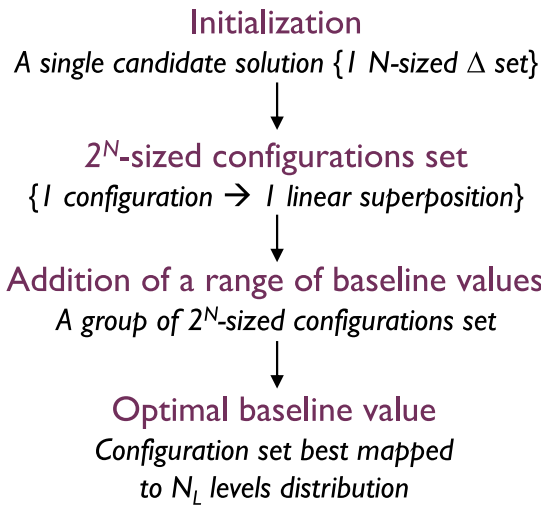 Initialization
A single candidate solution {1 N-sized Δ set}
2^N-sized configurations set
{1 configuration → 1 linear superposition}
Addition of a range of baseline values
A group of 2^N-sized configurations set
Optimal baseline value
Configuration set best mapped
to N_L levels distribution